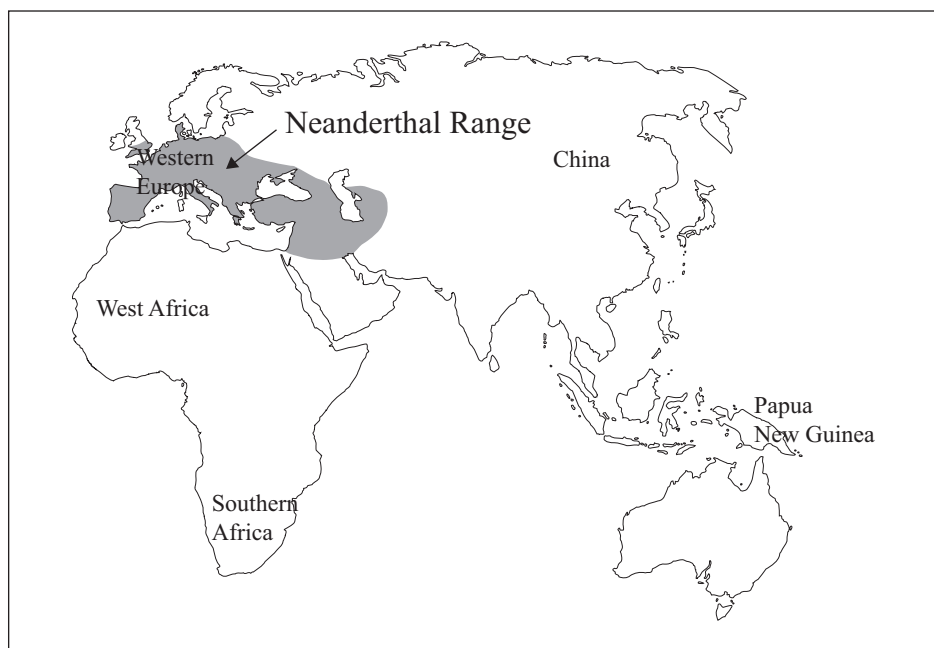 Neanderthal Range
Western
Europe
China
West Africa
Papua
New Guinea
Southern
Africa